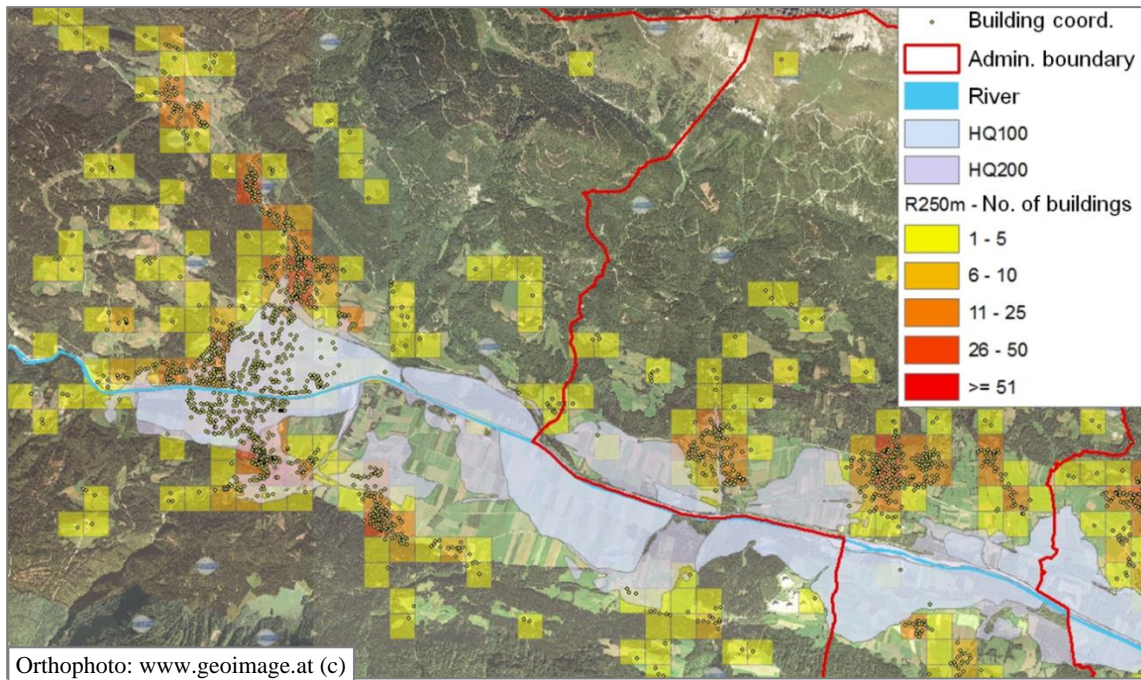 Building coord.
Admin. boundary
River
HQ100
HQ200
R250m - No. of buildings
1 - 5
6 - 10
11 - 25
26 - 50
>= 51
Orthophoto: www.geoimage.at (c)